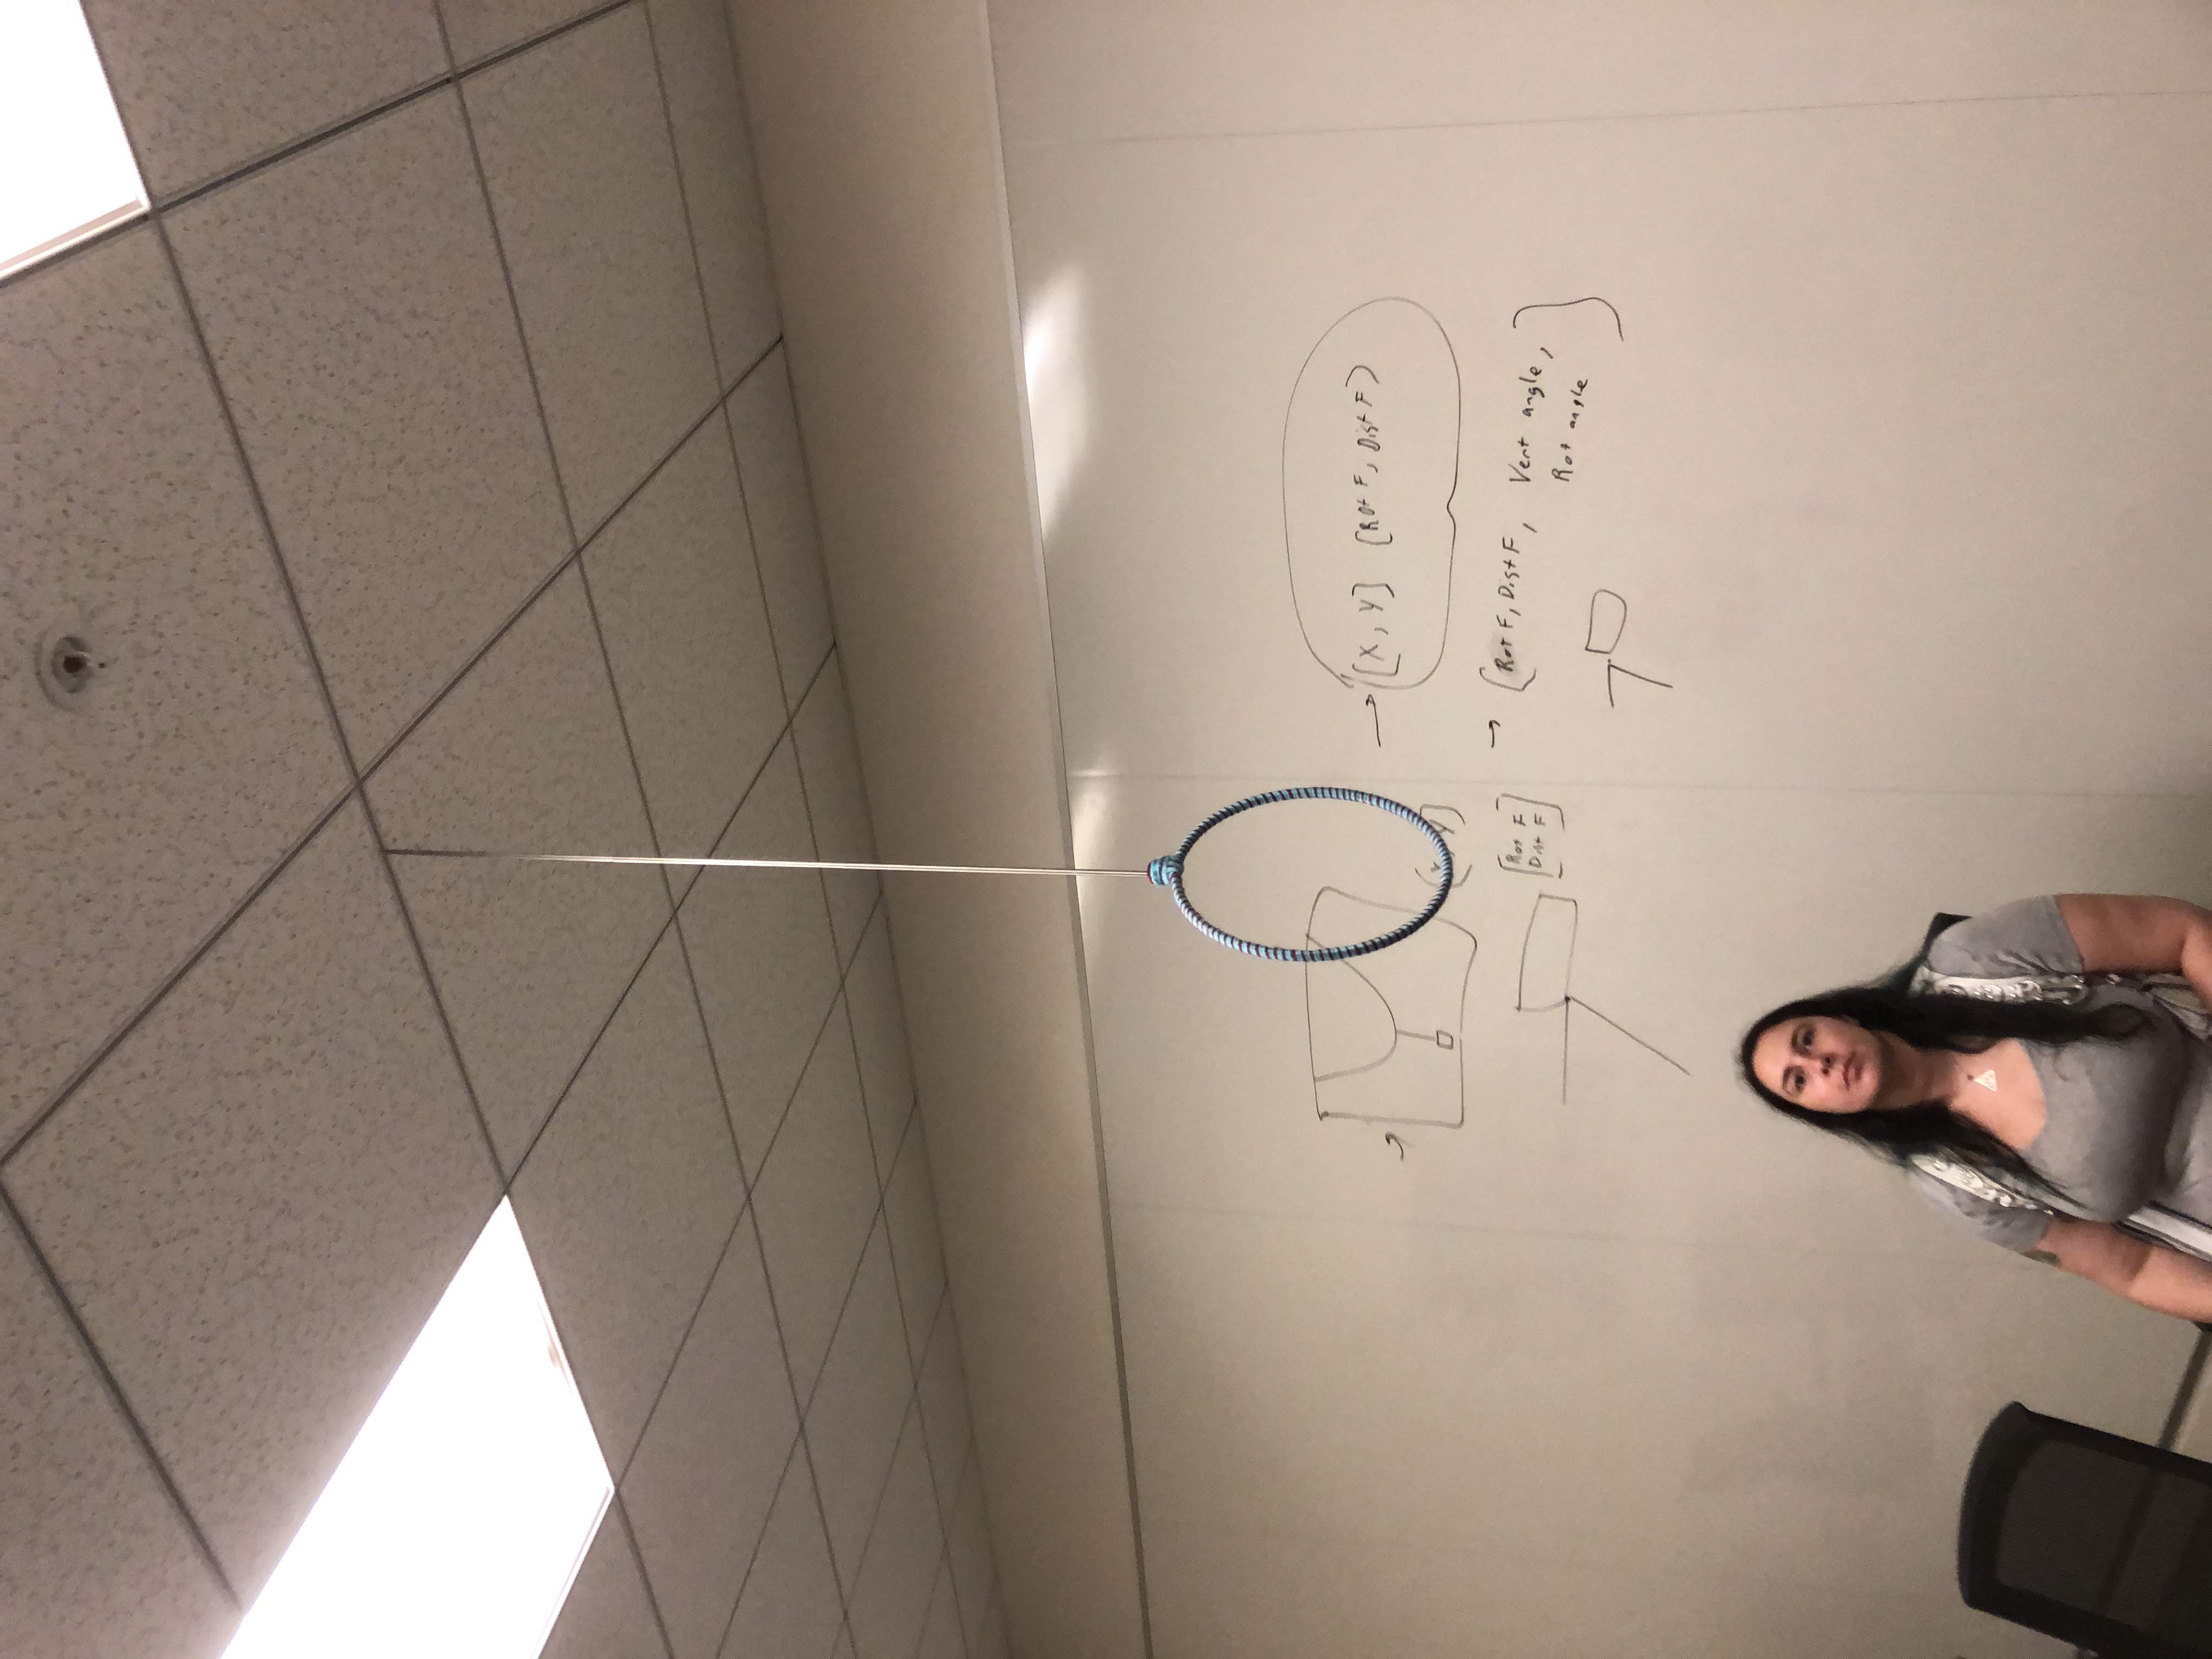 [X, Y] (Rot F, Dist F)
(X, Y)
[Rot F
Dist F]
(Rot F, Dist F, Vert angle,
Rot angle